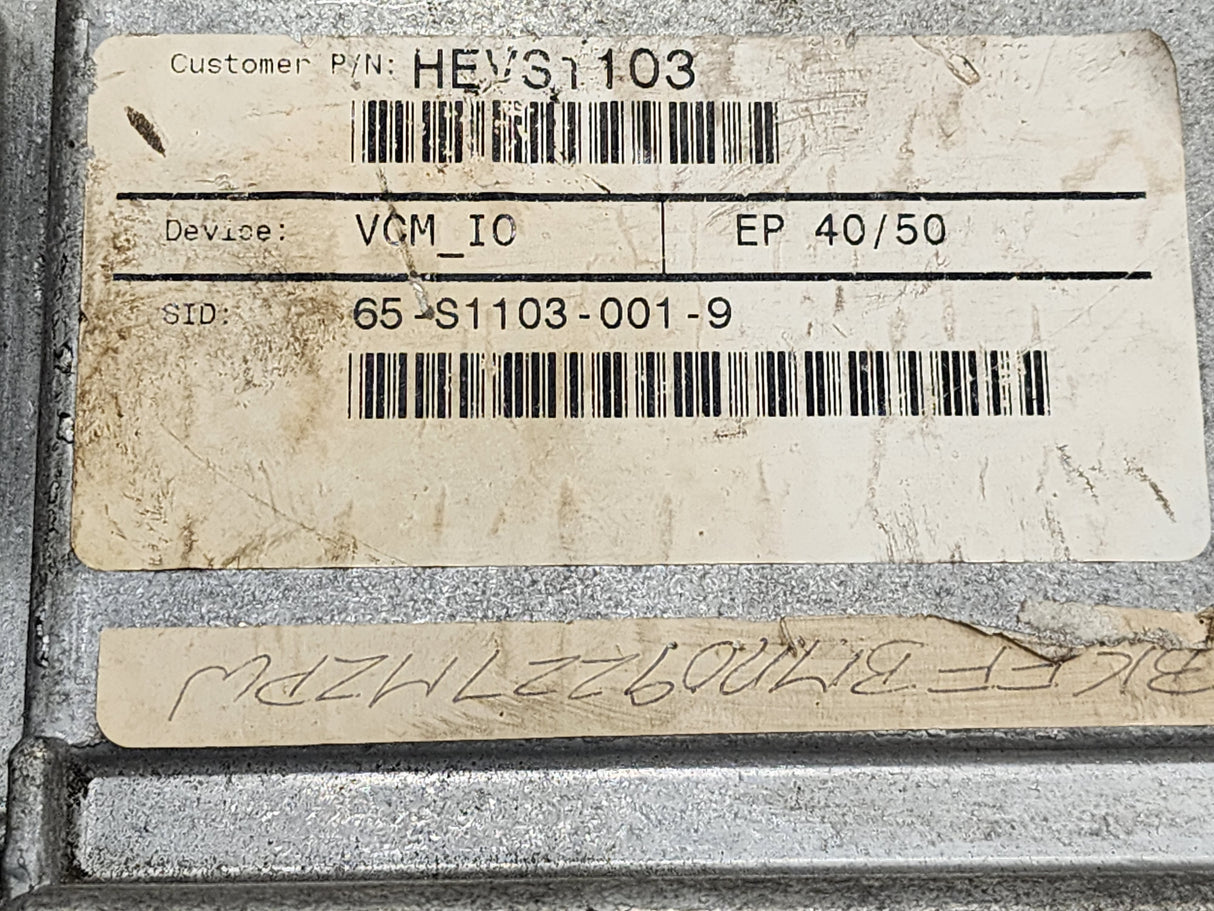 Customer P/N: HEVS1103
Device: VCM_IO EP 40/50
SID: 65-S1103-001-9